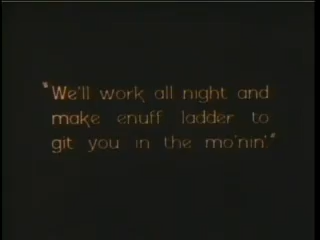 "We'll work all night and
make enuff ladder to
git you in the mo'nin'."